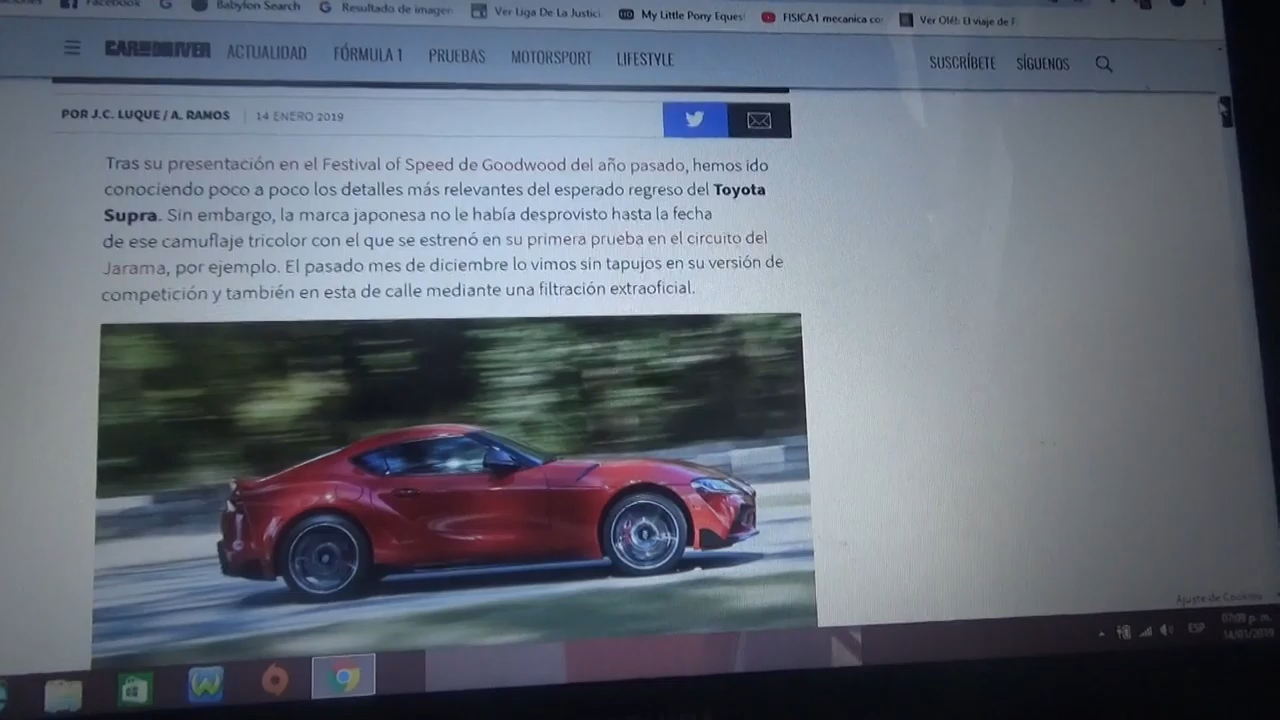 Facebook G Babylon Search G Resultado de imagen Ver Liga De La Justici My Little Pony Equest FISICA1 mecanica co Ver Olé!: El viaje de F
CAR AND DRIVER ACTUALIDAD FÓRMULA 1 PRUEBAS MOTORSPORT LIFESTYLE SUSCRÍBETE SÍGUENOS
POR J.C. LUQUE / A. RAMOS 14 ENERO 2019
Tras su presentación en el Festival of Speed de Goodwood del año pasado, hemos ido
conociendo poco a poco los detalles más relevantes del esperado regreso del Toyota
Supra. Sin embargo, la marca japonesa no le había desprovisto hasta la fecha
de ese camuflaje tricolor con el que se estrenó en su primera prueba en el circuito del
Jarama, por ejemplo. El pasado mes de diciembre lo vimos sin tapujos en su versión de
competición y también en esta de calle mediante una filtración extraoficial.
Ajuste de Cookies
ESP
p. m.
14/01/2019